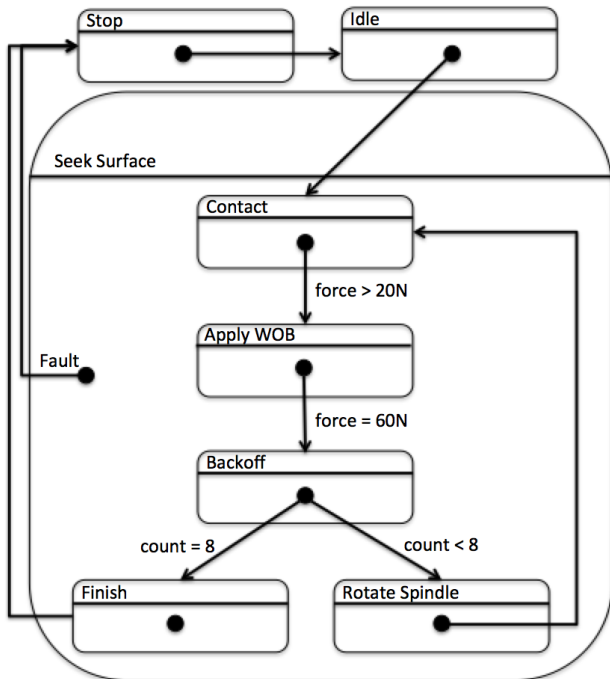 Stop
Idle
Seek Surface
Contact
force > 20N
Apply WOB
Fault
force = 60N
Backoff
count = 8
count < 8
Finish
Rotate Spindle